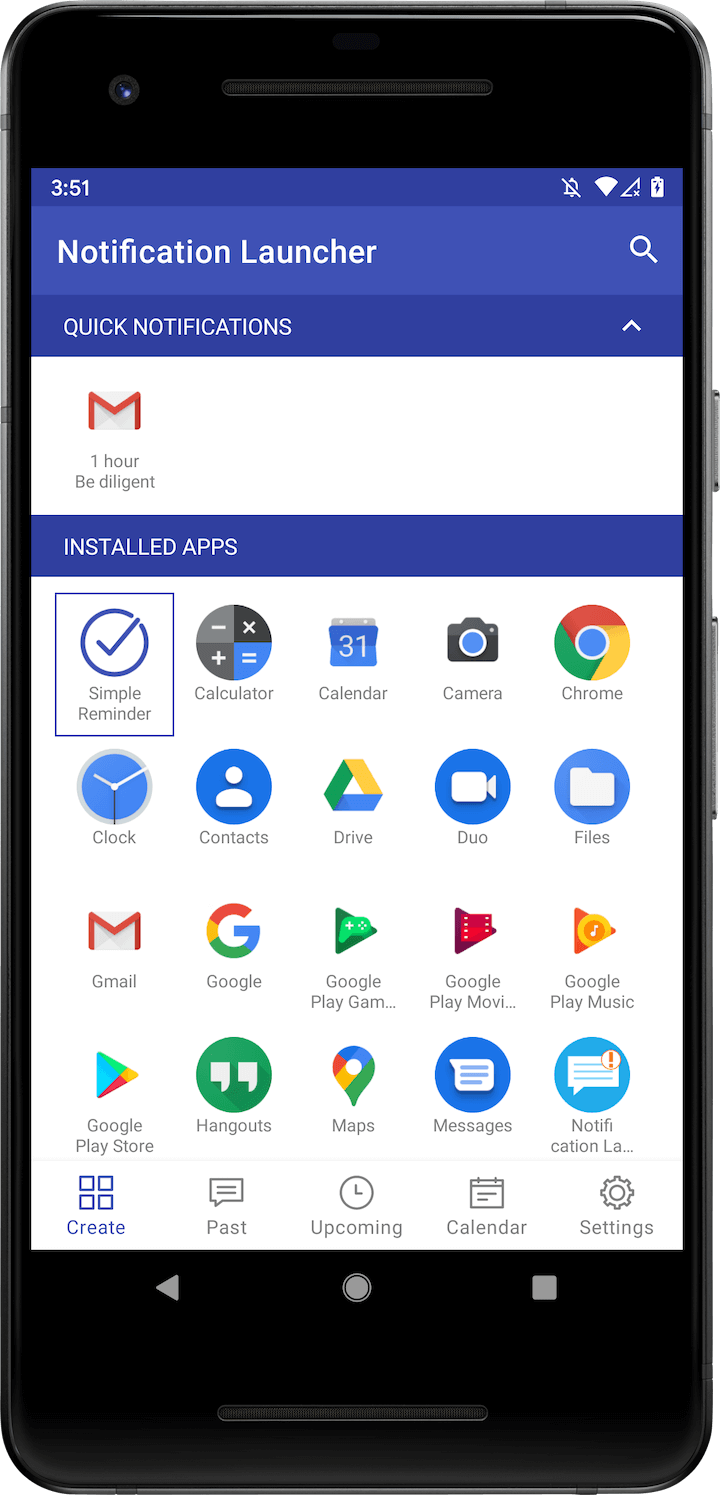 3:51
Notification Launcher
QUICK NOTIFICATIONS
1 hour
Be diligent
INSTALLED APPS
31
Simple
Reminder
Calculator
Calendar
Camera
Chrome
Clock
Contacts
Drive
Duo
Files
Gmail
Google
Google
Play Gam...
Google
Play Movi...
Google
Play Music
Google
Play Store
Hangouts
Maps
Messages
Notifi
cation La...
Create
Past
Upcoming
Calendar
Settings